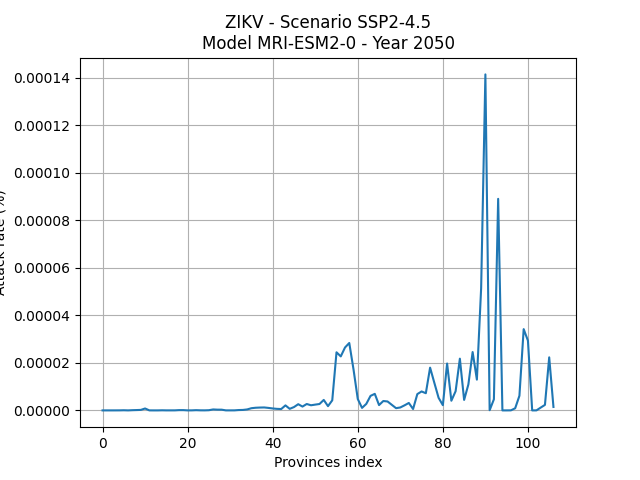 ZIKV - Scenario SSP2-4.5
Model MRI-ESM2-0 - Year 2050
Attack rate (%)
0.00014
0.00012
0.00010
0.00008
0.00006
0.00004
0.00002
0.00000
0 20 40 60 80 100
Provinces index